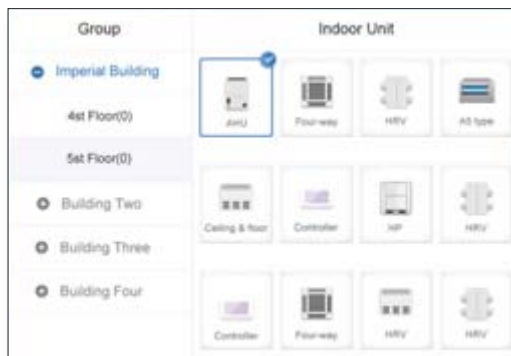 Group
Indoor Unit
Imperial Building
4st Floor(0)
5st Floor(0)
Building Two
Building Three
Building Four
AHU
Four-way
HRV
AS type
Ceiling & floor
Controller
HP
HRV
Controller
Four-way
HRV
HRV